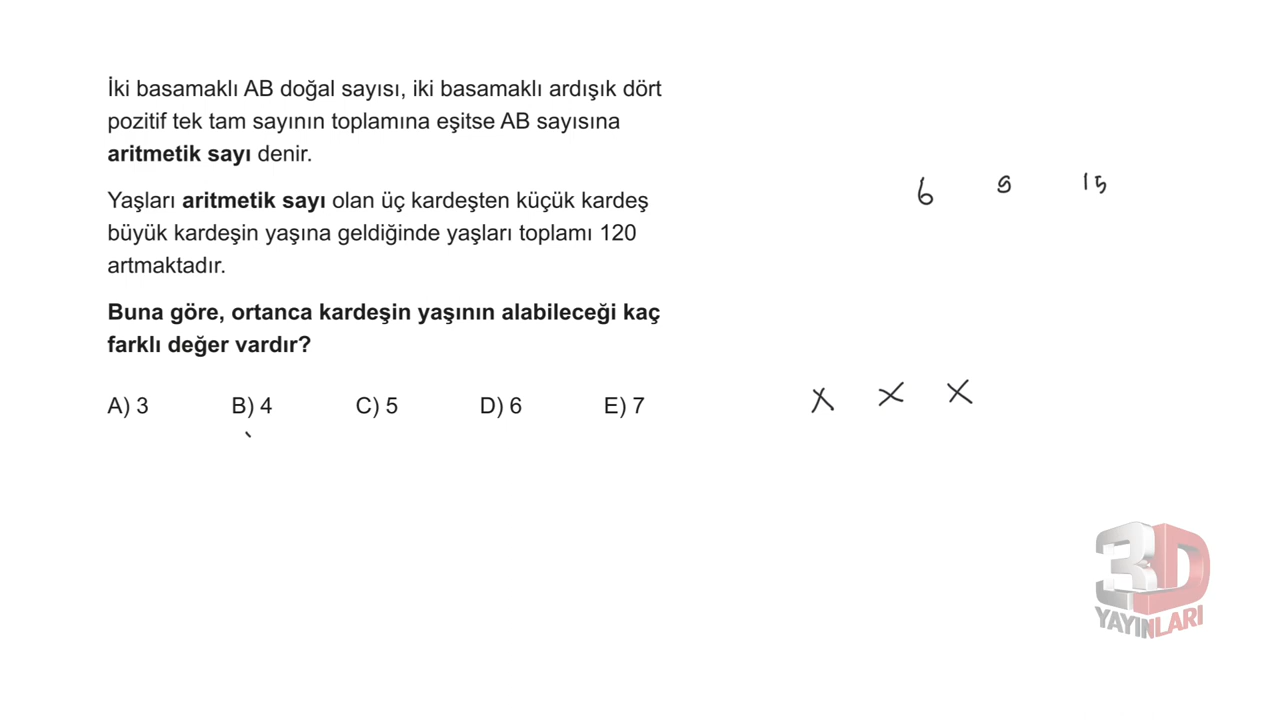 İki basamaklı AB doğal sayısı, iki basamaklı ardışık dört
pozitif tek tam sayının toplamına eşitse AB sayısına
aritmetik sayı denir.
Yaşları aritmetik sayı olan üç kardeşten küçük kardeş
büyük kardeşin yaşına geldiğinde yaşları toplamı 120
artmaktadır.
Buna göre, ortanca kardeşin yaşının alabileceği kaç
farklı değer vardır?
A) 3 B) 4 C) 5 D) 6 E) 7
6 8 15
x x x
3D
YAYINLARI